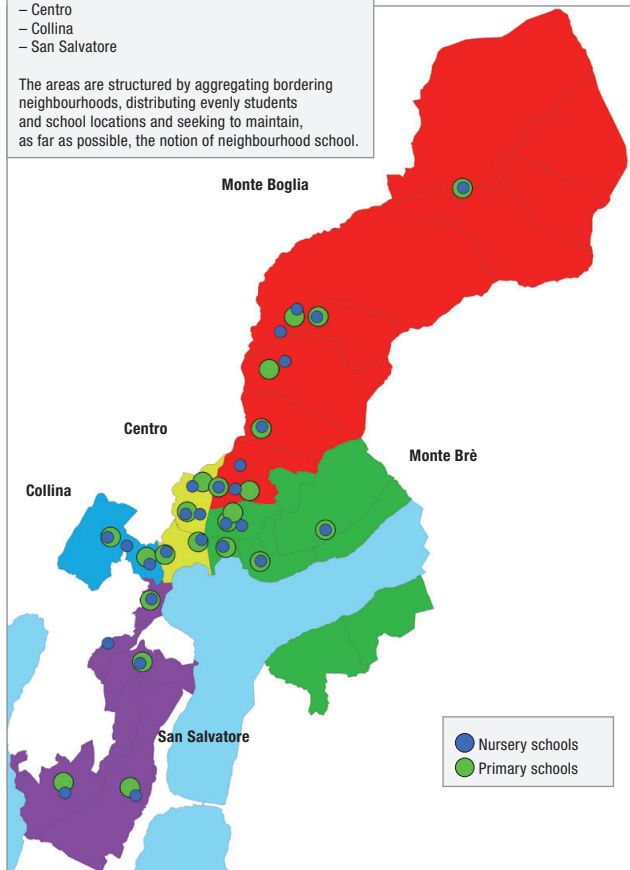 – Centro
– Collina
– San Salvatore
The areas are structured by aggregating bordering
neighbourhoods, distributing evenly students
and school locations and seeking to maintain,
as far as possible, the notion of neighbourhood school.
Monte Boglia
Centro
Monte Brè
Collina
San Salvatore
Nursery schools
Primary schools